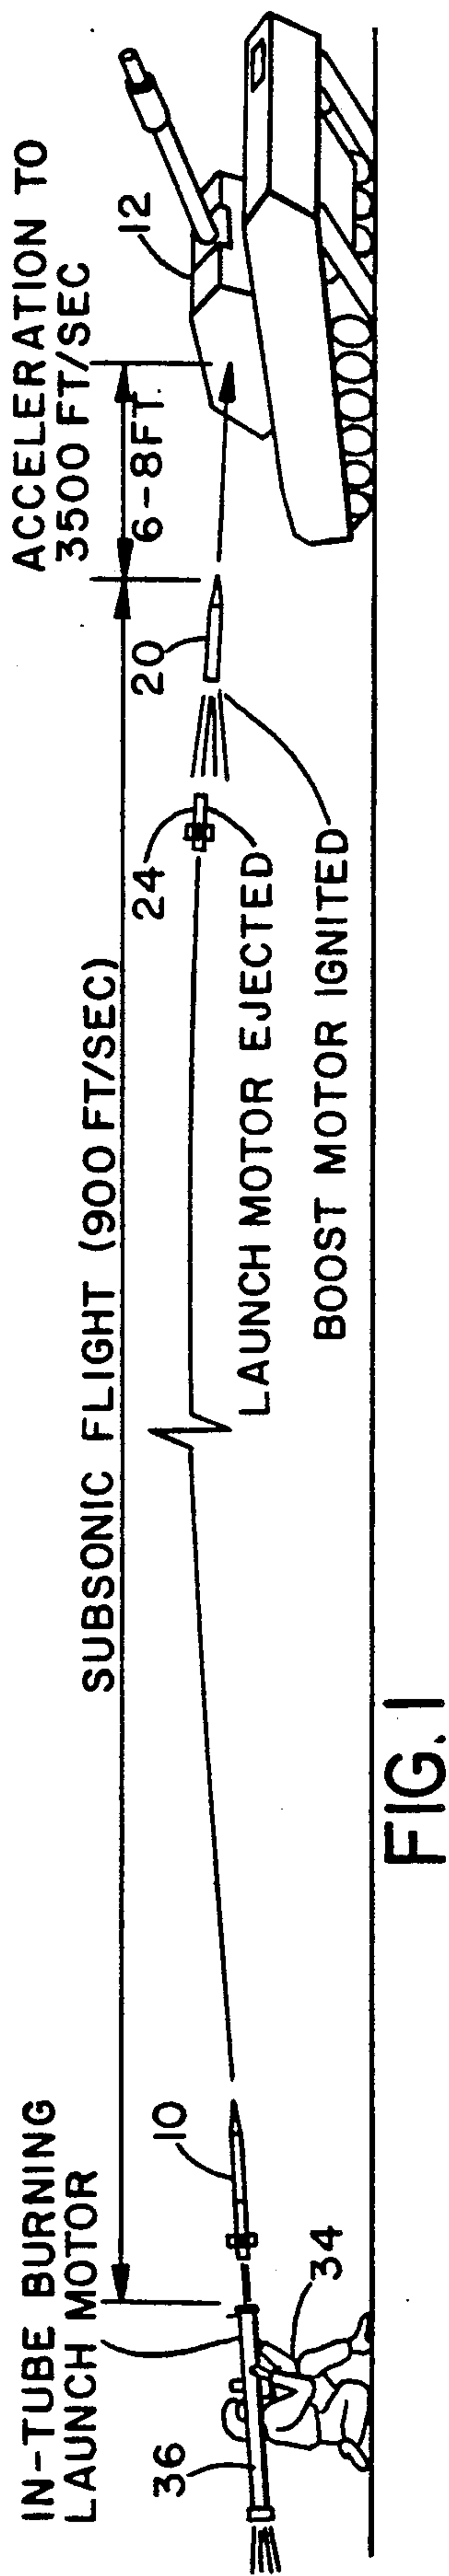 IN-TUBE BURNING
LAUNCH MOTOR
SUBSONIC FLIGHT (900 FT/SEC)
ACCELERATION TO
3500 FT/SEC
6-8FT.
36
34
10
24
20
12
LAUNCH MOTOR EJECTED
BOOST MOTOR IGNITED
FIG. 1